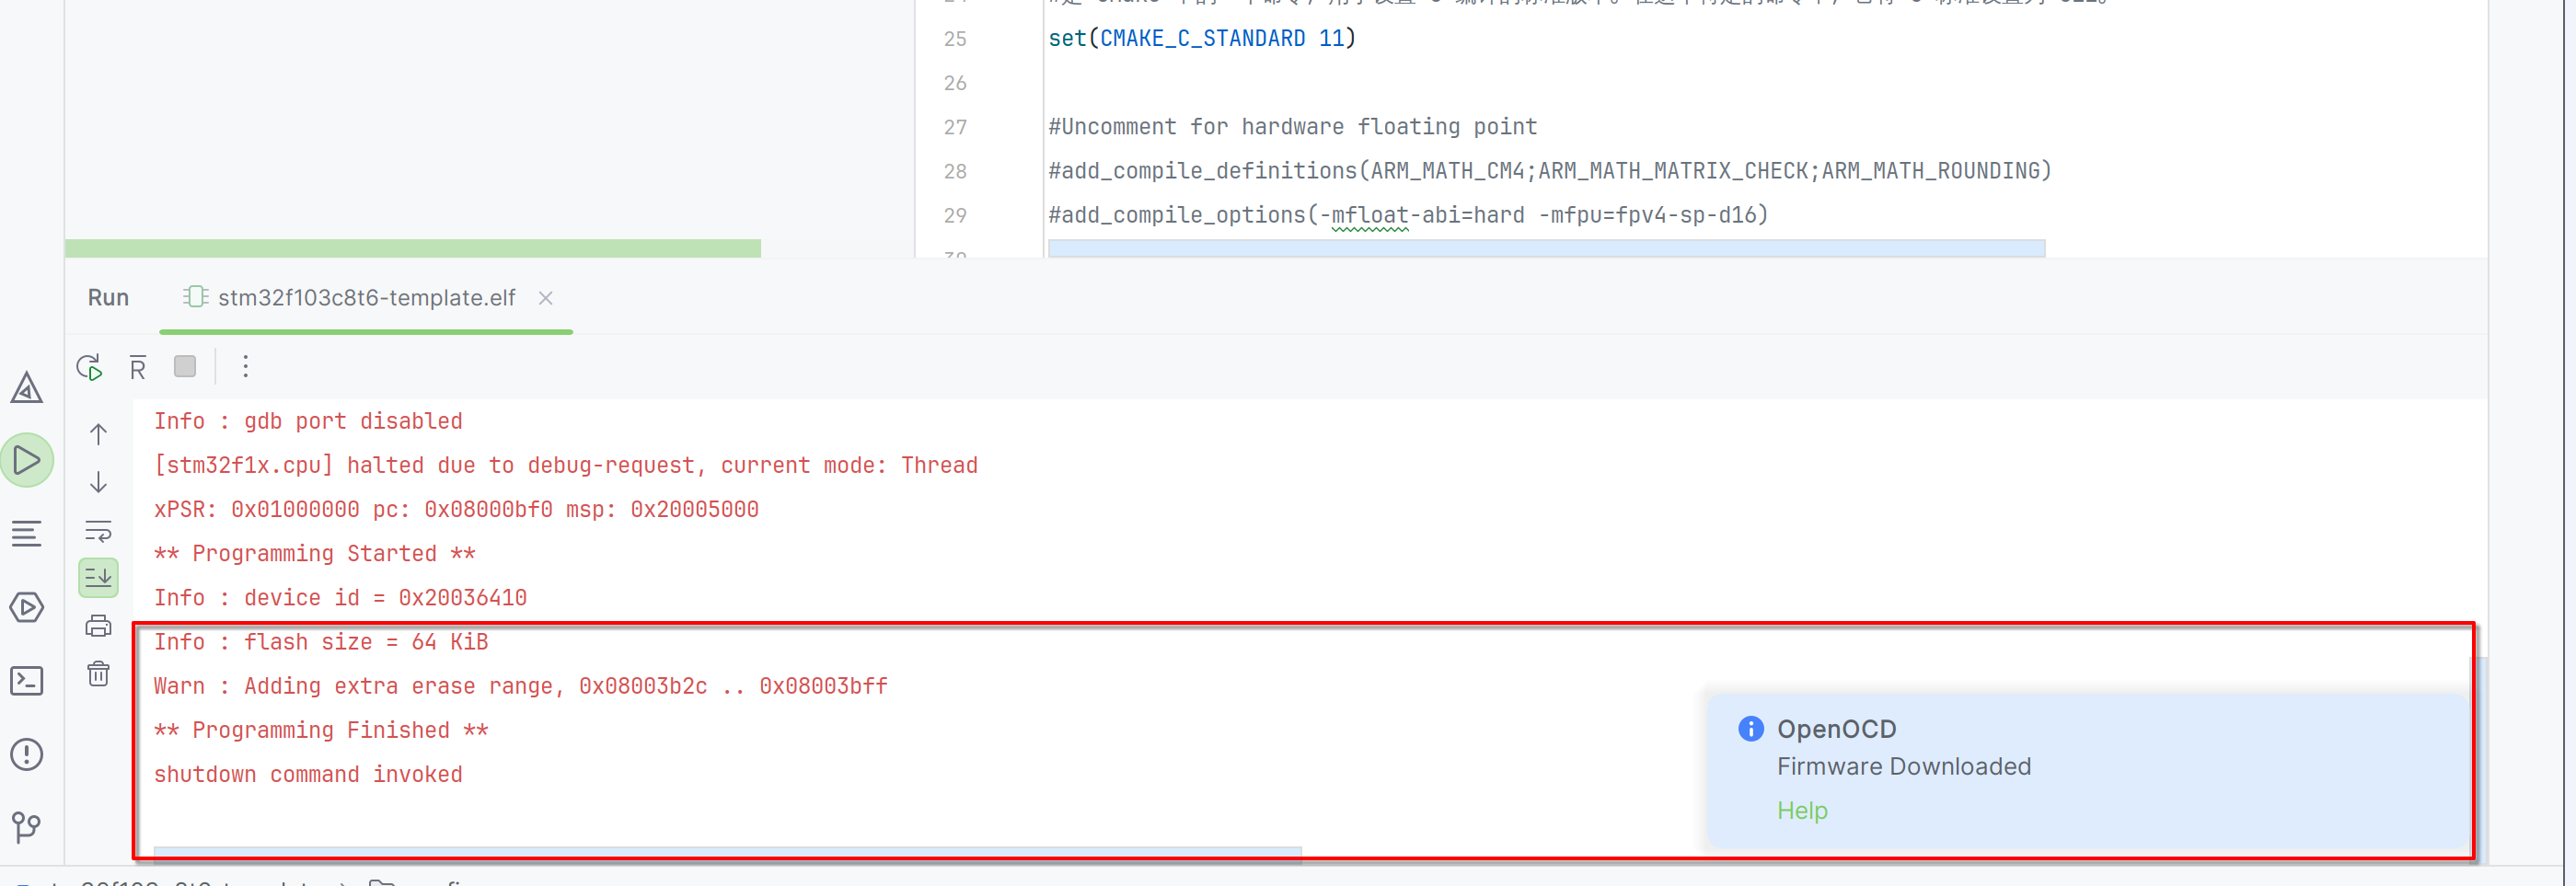 25 set(CMAKE_C_STANDARD 11)
26
27 #Uncomment for hardware floating point
28 #add_compile_definitions(ARM_MATH_CM4;ARM_MATH_MATRIX_CHECK;ARM_MATH_ROUNDING)
29 #add_compile_options(-mfloat-abi=hard -mfpu=fpv4-sp-d16)
Run stm32f103c8t6-template.elf
Info : gdb port disabled
[stm32f1x.cpu] halted due to debug-request, current mode: Thread
xPSR: 0x01000000 pc: 0x08000bf0 msp: 0x20005000
** Programming Started **
Info : device id = 0x20036410
Info : flash size = 64 KiB
Warn : Adding extra erase range, 0x08003b2c .. 0x08003bff
** Programming Finished **
shutdown command invoked
OpenOCD
Firmware Downloaded
Help